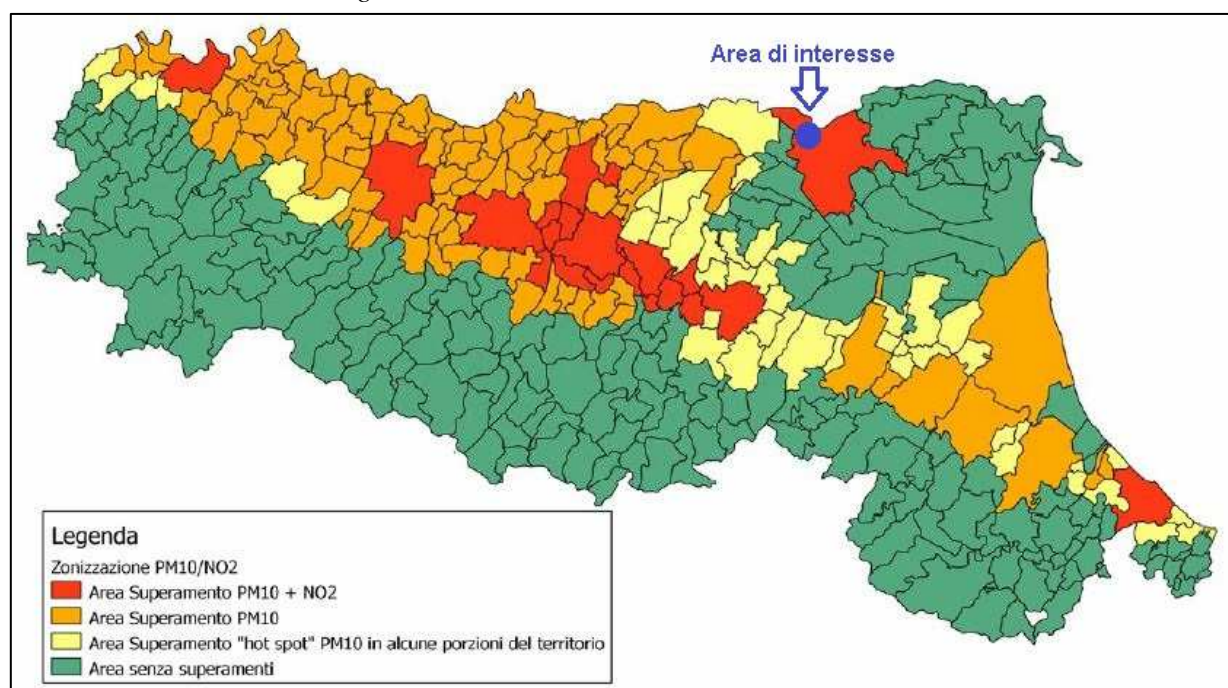 Area di interesse
Legenda
Zonizzazione PM10/NO2
Area Superamento PM10 + NO2
Area Superamento PM10
Area Superamento "hot spot" PM10 in alcune porzioni del territorio
Area senza superamenti